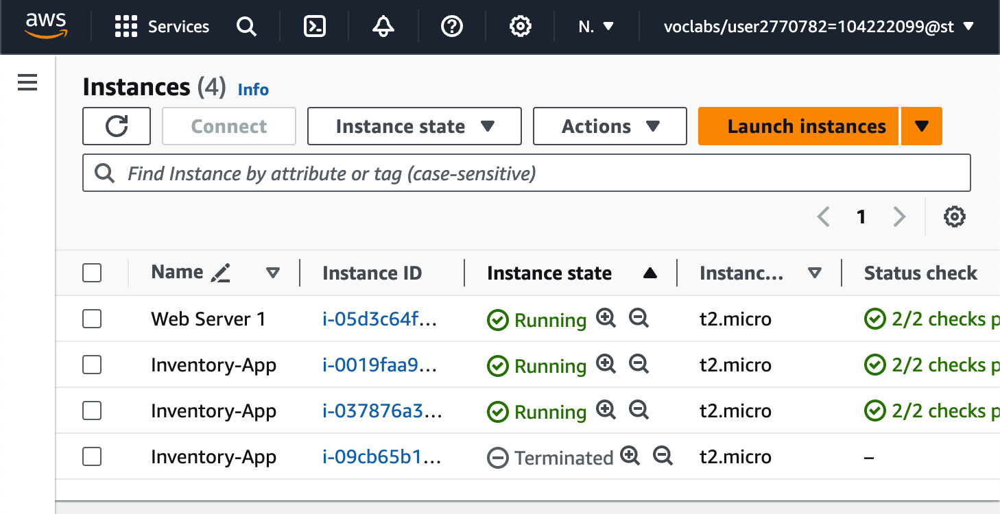 aws Services N. voclabs/user2770782=104222099@st
Instances (4) Info
Connect Instance state Actions Launch instances
Find Instance by attribute or tag (case-sensitive)
1
Name Instance ID Instance state Instanc... Status check
Web Server 1 i-05d3c64f... Running t2.micro 2/2 checks p
Inventory-App i-0019faa9... Running t2.micro 2/2 checks p
Inventory-App i-037876a3... Running t2.micro 2/2 checks p
Inventory-App i-09cb65b1... Terminated t2.micro –